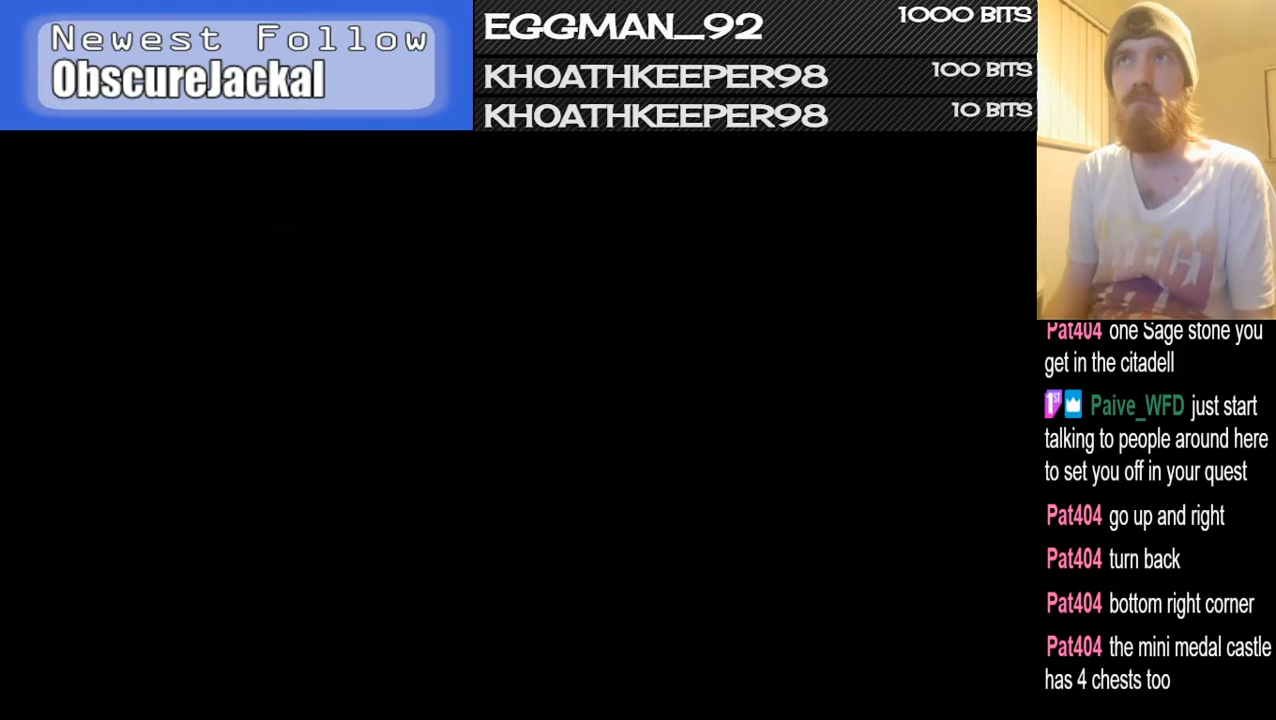 Newest Follow
ObscureJackal
EGGMAN_92 1000 BITS
KHOATHKEEPER98 100 BITS
KHOATHKEEPER98 10 BITS
Pat404 one Sage stone you
get in the citadell
1ST Paive_WFD just start
talking to people around here
to set you off in your quest
Pat404 go up and right
Pat404 turn back
Pat404 bottom right corner
Pat404 the mini medal castle
has 4 chests too